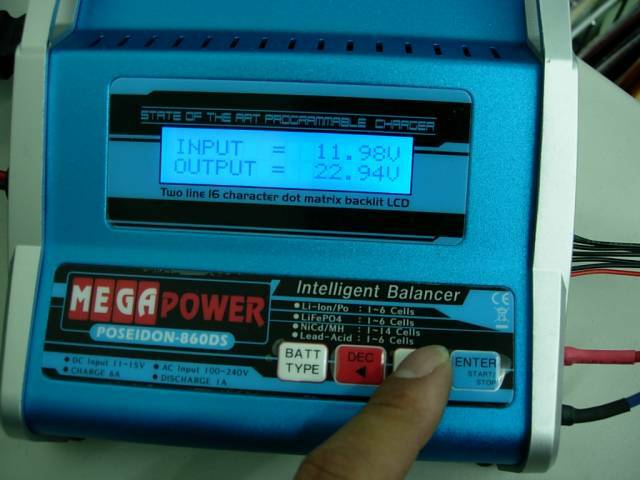 STATE OF THE ART PROGRAMMABLE CHARGER
INPUT = 11.98V
OUTPUT = 22.94V
Two line 16 character dot matrix backlit LCD
MEGAPOWER
POSEIDON-860DS
Intelligent Balancer
●Li-Ion/Po : 1~6 Cells
●LiFePO4 : 1~6 Cells
●NiCd/MH : 1~14 Cells
●Lead-Acid : 1~6 Cells
CE
●DC Input 11-15V ●AC Input 100-240V
●CHARGE 6A ●DISCHARGE 1A
BATT TYPE
DEC ◀
ENTER
START/
STOP